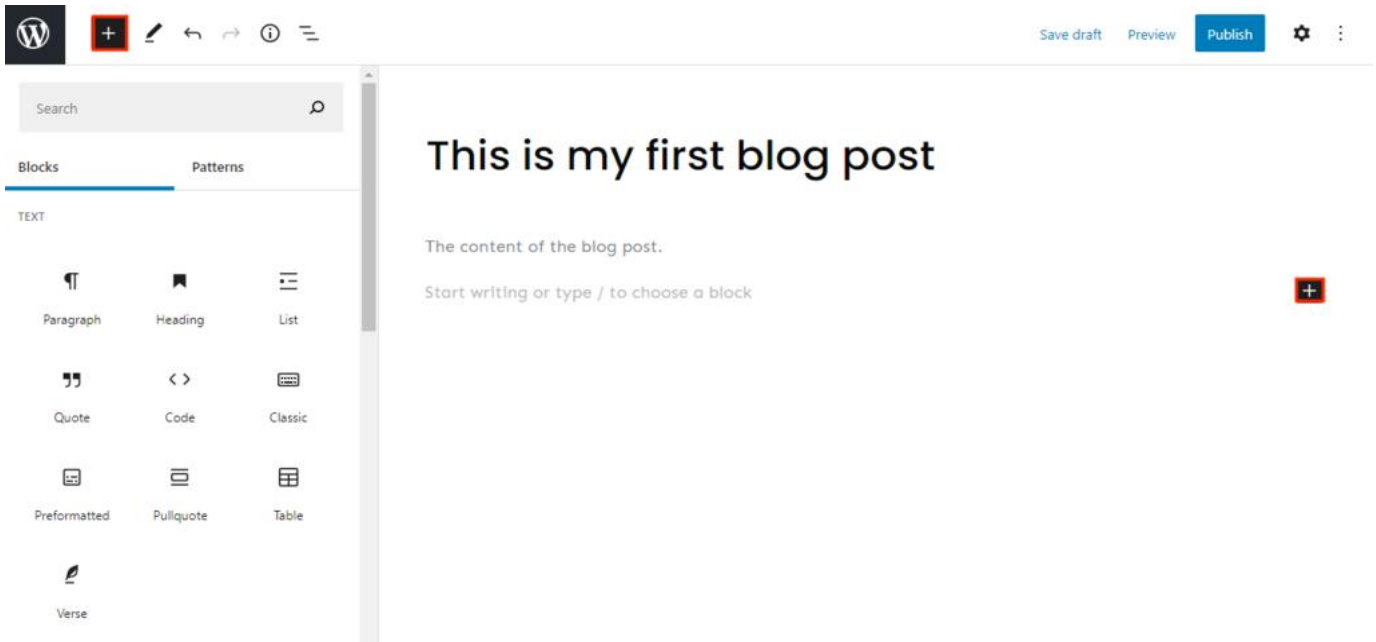 Save draft Preview Publish
Search
Blocks Patterns
TEXT
Paragraph Heading List
Quote Code Classic
Preformatted Pullquote Table
Verse
This is my first blog post
The content of the blog post.
Start writing or type / to choose a block